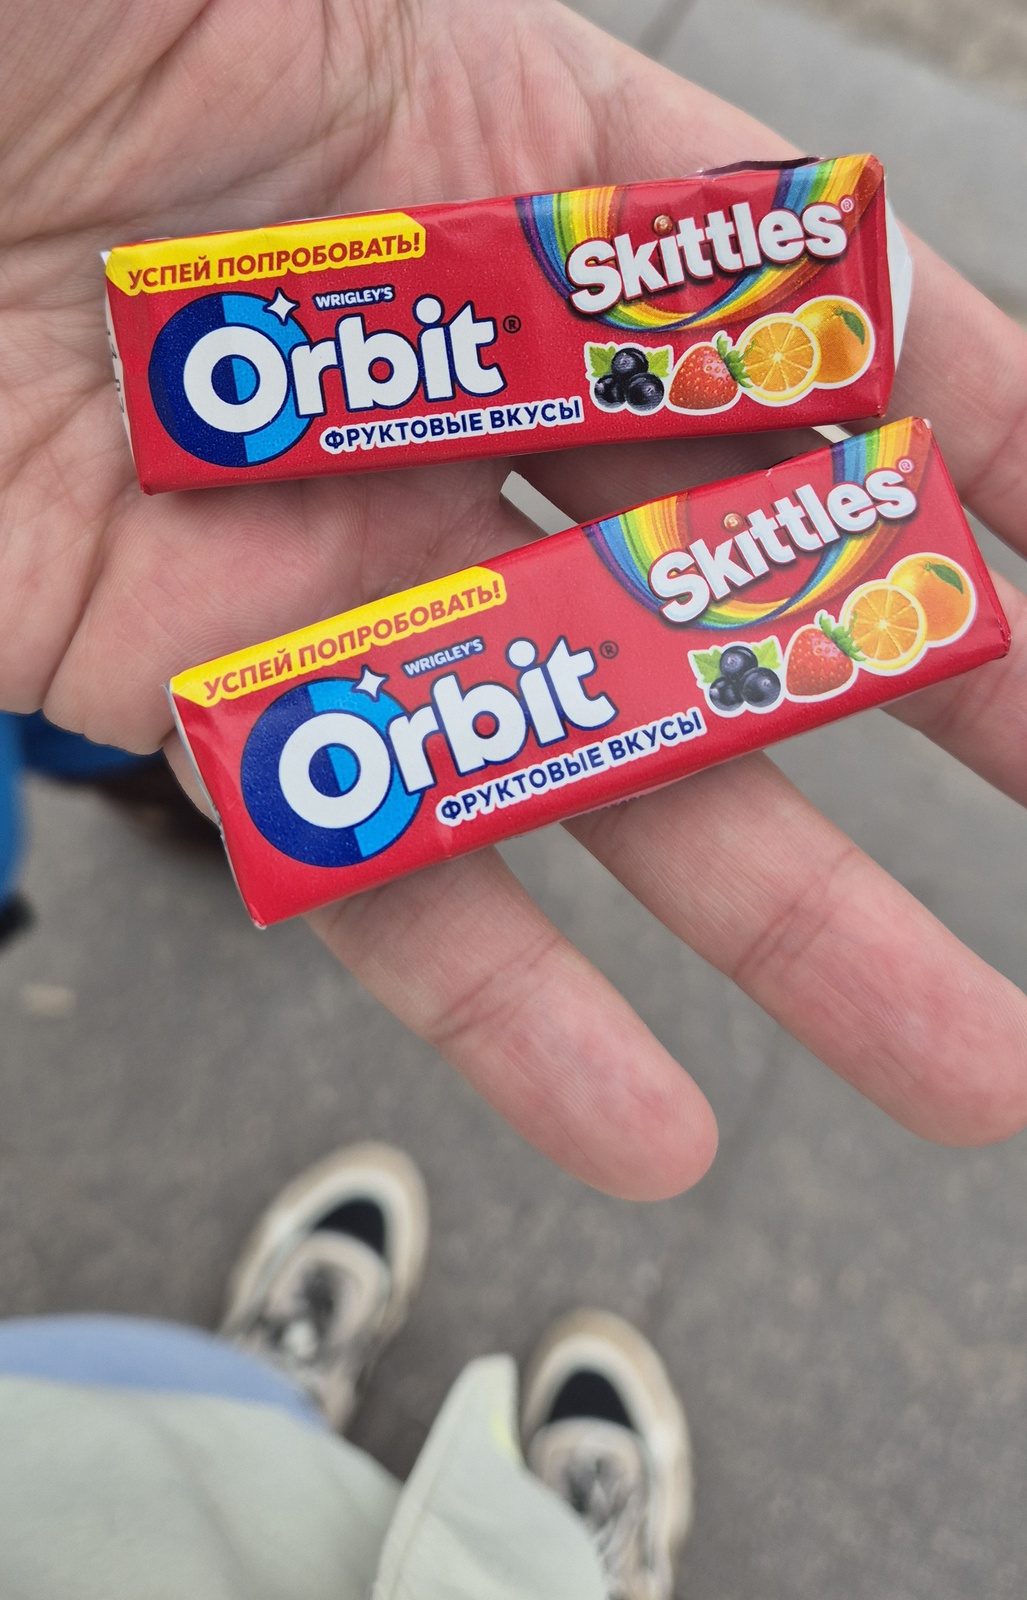 УСПЕЙ ПОПРОБОВАТЬ!
WRIGLEY'S
Orbit®
ФРУКТОВЫЕ ВКУСЫ
Skittles®
УСПЕЙ ПОПРОБОВАТЬ!
WRIGLEY'S
Orbit®
ФРУКТОВЫЕ ВКУСЫ
Skittles®